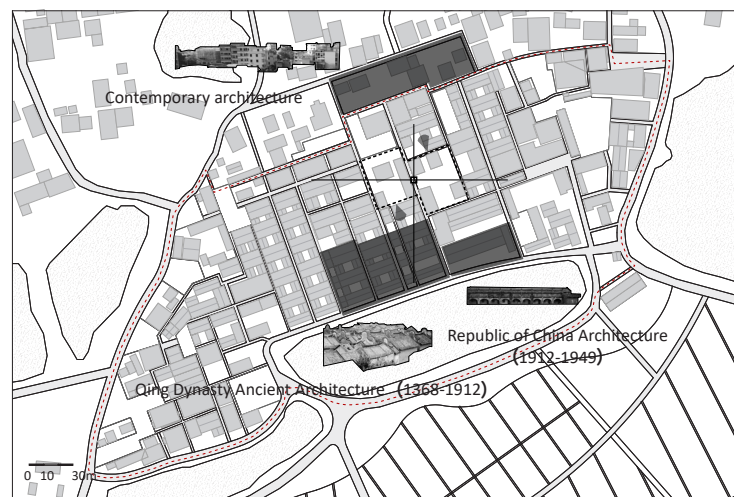 Contemporary architecture
Republic of China Architecture
(1912-1949)
Qing Dynasty Ancient Architecture (1368-1912)
0 10 30m